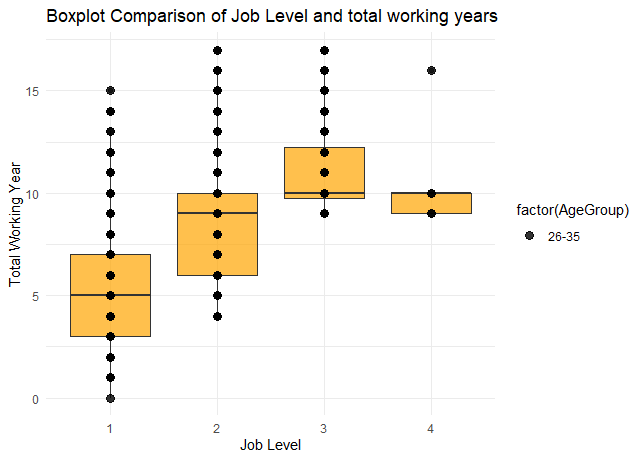 Boxplot Comparison of Job Level and total working years
Total Working Year
15
10
5
0
1 2 3 4
Job Level
factor(AgeGroup)
26-35